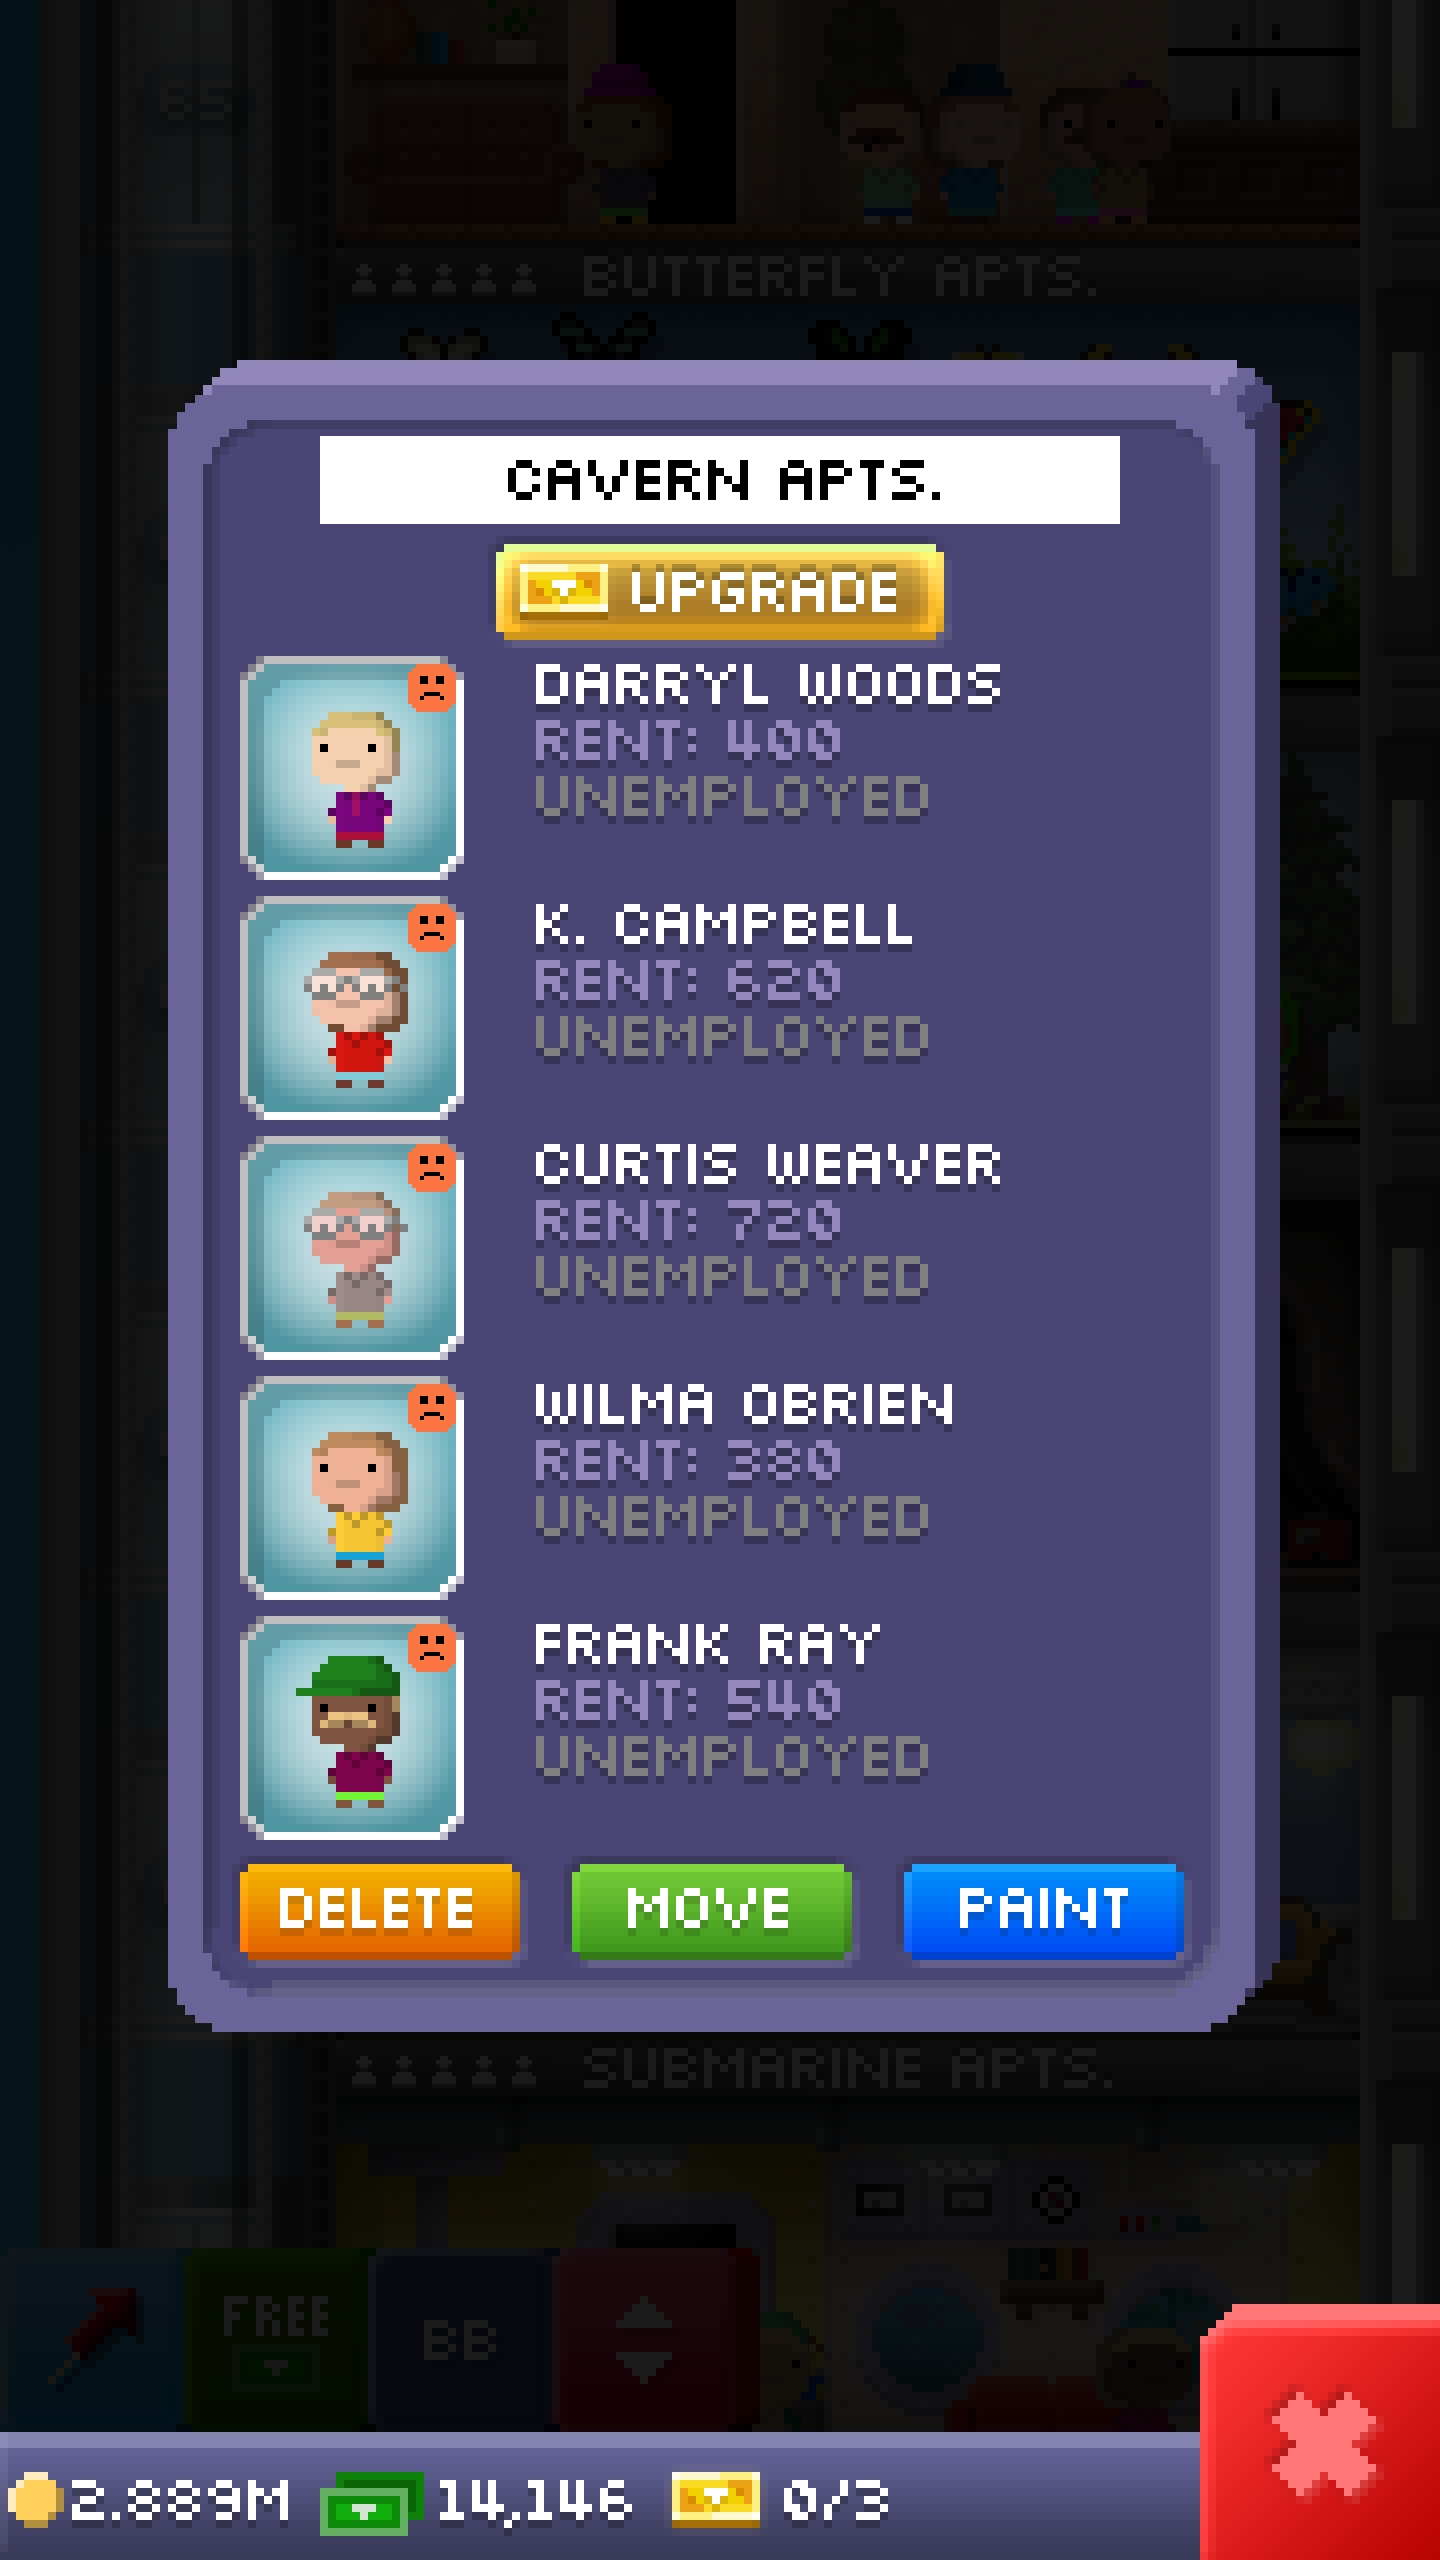 65
BUTTERFLY APTS.
CAVERN APTS.
UPGRADE
DARRYL WOODS
RENT: 400
UNEMPLOYED
K. CAMPBELL
RENT: 620
UNEMPLOYED
CURTIS WEAVER
RENT: 720
UNEMPLOYED
WILMA OBRIEN
RENT: 380
UNEMPLOYED
FRANK RAY
RENT: 540
UNEMPLOYED
DELETE MOVE PAINT
SUBMARINE APTS.
FREE
BB
2.889M 14,146 0/3